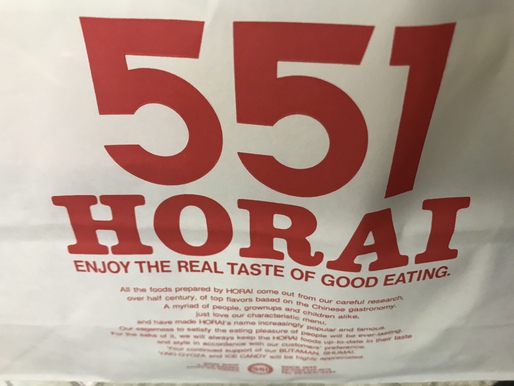 551
HORAI
ENJOY THE REAL TASTE OF GOOD EATING.
All the foods prepared by HORAI come out from our careful research,
over half century, of top flavors based on the Chinese gastronomy.
A myriad of people, grownups and children alike,
just love our characteristic menu,
and have made HORAI's name increasingly popular and famous.
Our eagerness to satisfy the eating pleasure of people will be ever-lasting.
For the sake of it, we will always keep the HORAI foods up-to-date in their taste
and style in accordance with our customers' preference.
Your continued support of our BUTAMAN, SHUMAI,
YAKI-GYOZA and ICE CANDY will be highly appreciated.